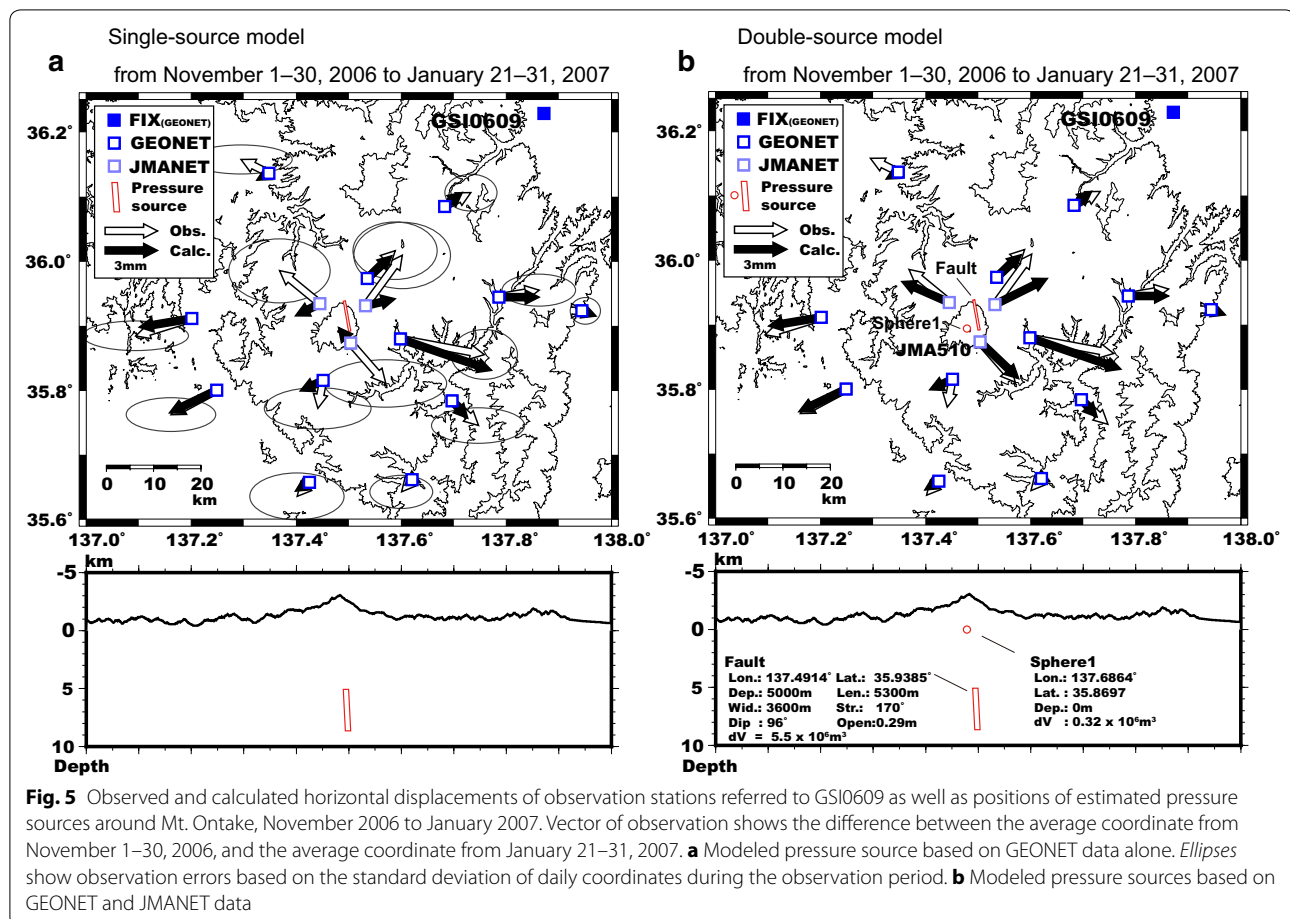 Single-source model
a from November 1–30, 2006 to January 21–31, 2007
FIX(GEONET)
GEONET
JMANET
Pressure
source
Obs.
Calc.
3mm
GSI0609
36.2°
36.0°
35.8°
35.6°
0 10 20
km
137.0° 137.2° 137.4° 137.6° 137.8° 138.0°
km
-5
0
5
10
Depth
Double-source model
b from November 1–30, 2006 to January 21–31, 2007
FIX(GEONET)
GEONET
JMANET
Pressure
source
Obs.
Calc.
3mm
GSI0609
Fault
Sphere1
JMA510
36.2°
36.0°
35.8°
35.6°
0 10 20
km
137.0° 137.2° 137.4° 137.6° 137.8° 138.0°
km
-5
0
5
10
Depth
Fault
Lon.: 137.4914° Lat.: 35.9385°
Dep.: 5000m Len.: 5300m
Wid.: 3600m Str.: 170°
Dip : 96° Open:0.29m
dV = 5.5 x 10⁶m³
Sphere1
Lon.: 137.6864°
Lat. : 35.8697
Dep.: 0m
dV : 0.32 x 10⁶m³
Fig. 5 Observed and calculated horizontal displacements of observation stations referred to GSI0609 as well as positions of estimated pressure
sources around Mt. Ontake, November 2006 to January 2007. Vector of observation shows the difference between the average coordinate from
November 1–30, 2006, and the average coordinate from January 21–31, 2007. a Modeled pressure source based on GEONET data alone. Ellipses
show observation errors based on the standard deviation of daily coordinates during the observation period. b Modeled pressure sources based on
GEONET and JMANET data